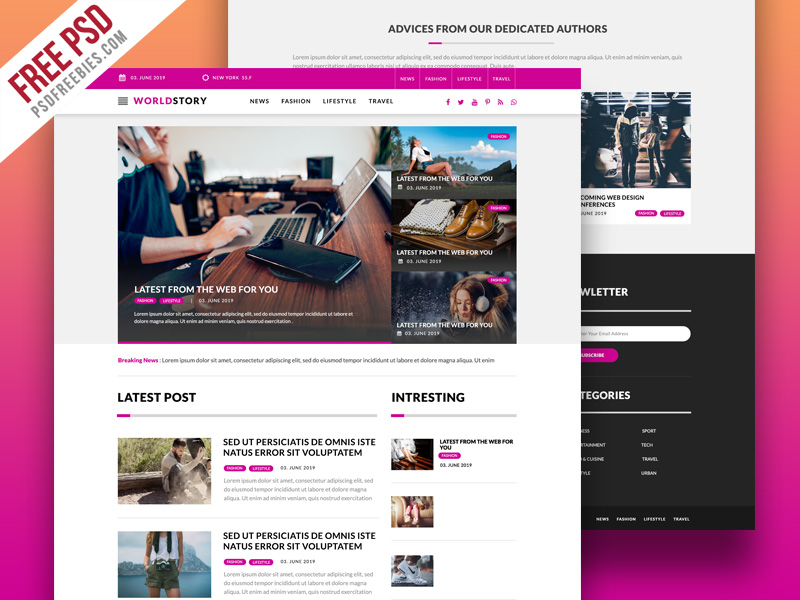 FREE PSD
PSDFREEBIES.COM
ADVICES FROM OUR DEDICATED AUTHORS
Lorem ipsum dolor sit amet, consectetur adipiscing elit, sed do eiusmod tempor incididunt ut labore et dolore magna aliqua. Ut enim ad minim veniam, quis
nostrud exercitation ullamco laboris nisi ut aliquip ex ea commodo consequat. Duis aute
03. JUNE 2019
NEW YORK 55.F
NEWS FASHION LIFESTYLE TRAVEL
WORLDSTORY
NEWS FASHION LIFESTYLE TRAVEL
FASHION
LATEST FROM THE WEB FOR YOU
03. JUNE 2019
FASHION
LATEST FROM THE WEB FOR YOU
03. JUNE 2019
FASHION
LATEST FROM THE WEB FOR YOU
03. JUNE 2019
LATEST FROM THE WEB FOR YOU
FASHION LIFESTYLE | 03. JUNE 2019
Lorem ipsum dolor sit amet, consectetur adipiscing elit, sed do eiusmod tempor incididunt ut labore et
dolore magna aliqua. Ut enim ad minim veniam, quis nostrud exercitation .
Breaking News : Lorem ipsum dolor sit amet, consectetur adipiscing elit, sed do eiusmod tempor incididunt ut labore et dolore magna aliqua. Ut enim
LATEST POST
SED UT PERSICIATIS DE OMNIS ISTE
NATUS ERROR SIT VOLUPTATEM
FASHION LIFESTYLE 03. JUNE 2019
Lorem ipsum dolor sit amet, consectetur adipiscing
elit, sed do eiusmod tempor incididunt ut labore et dolore magna
aliqua. Ut enim ad minim veniam, quis nostrud exercitation
SED UT PERSICIATIS DE OMNIS ISTE
NATUS ERROR SIT VOLUPTATEM
FASHION LIFESTYLE 03. JUNE 2019
Lorem ipsum dolor sit amet, consectetur adipiscing
elit, sed do eiusmod tempor incididunt ut labore et dolore magna
aliqua. Ut enim ad minim veniam, quis nostrud exercitation
INTRESTING
LATEST FROM THE WEB FOR
YOU
FASHION
03. JUNE 2019
COMING WEB DESIGN
NFERENCES
JUNE 2019 FASHION LIFESTYLE
WLETTER
er Your Email Address
UBSCRIBE
TEGORIES
NESS SPORT
RTAINMENT TECH
D & CUISINE TRAVEL
TYLE URBAN
NEWS FASHION LIFESTYLE TRAVEL